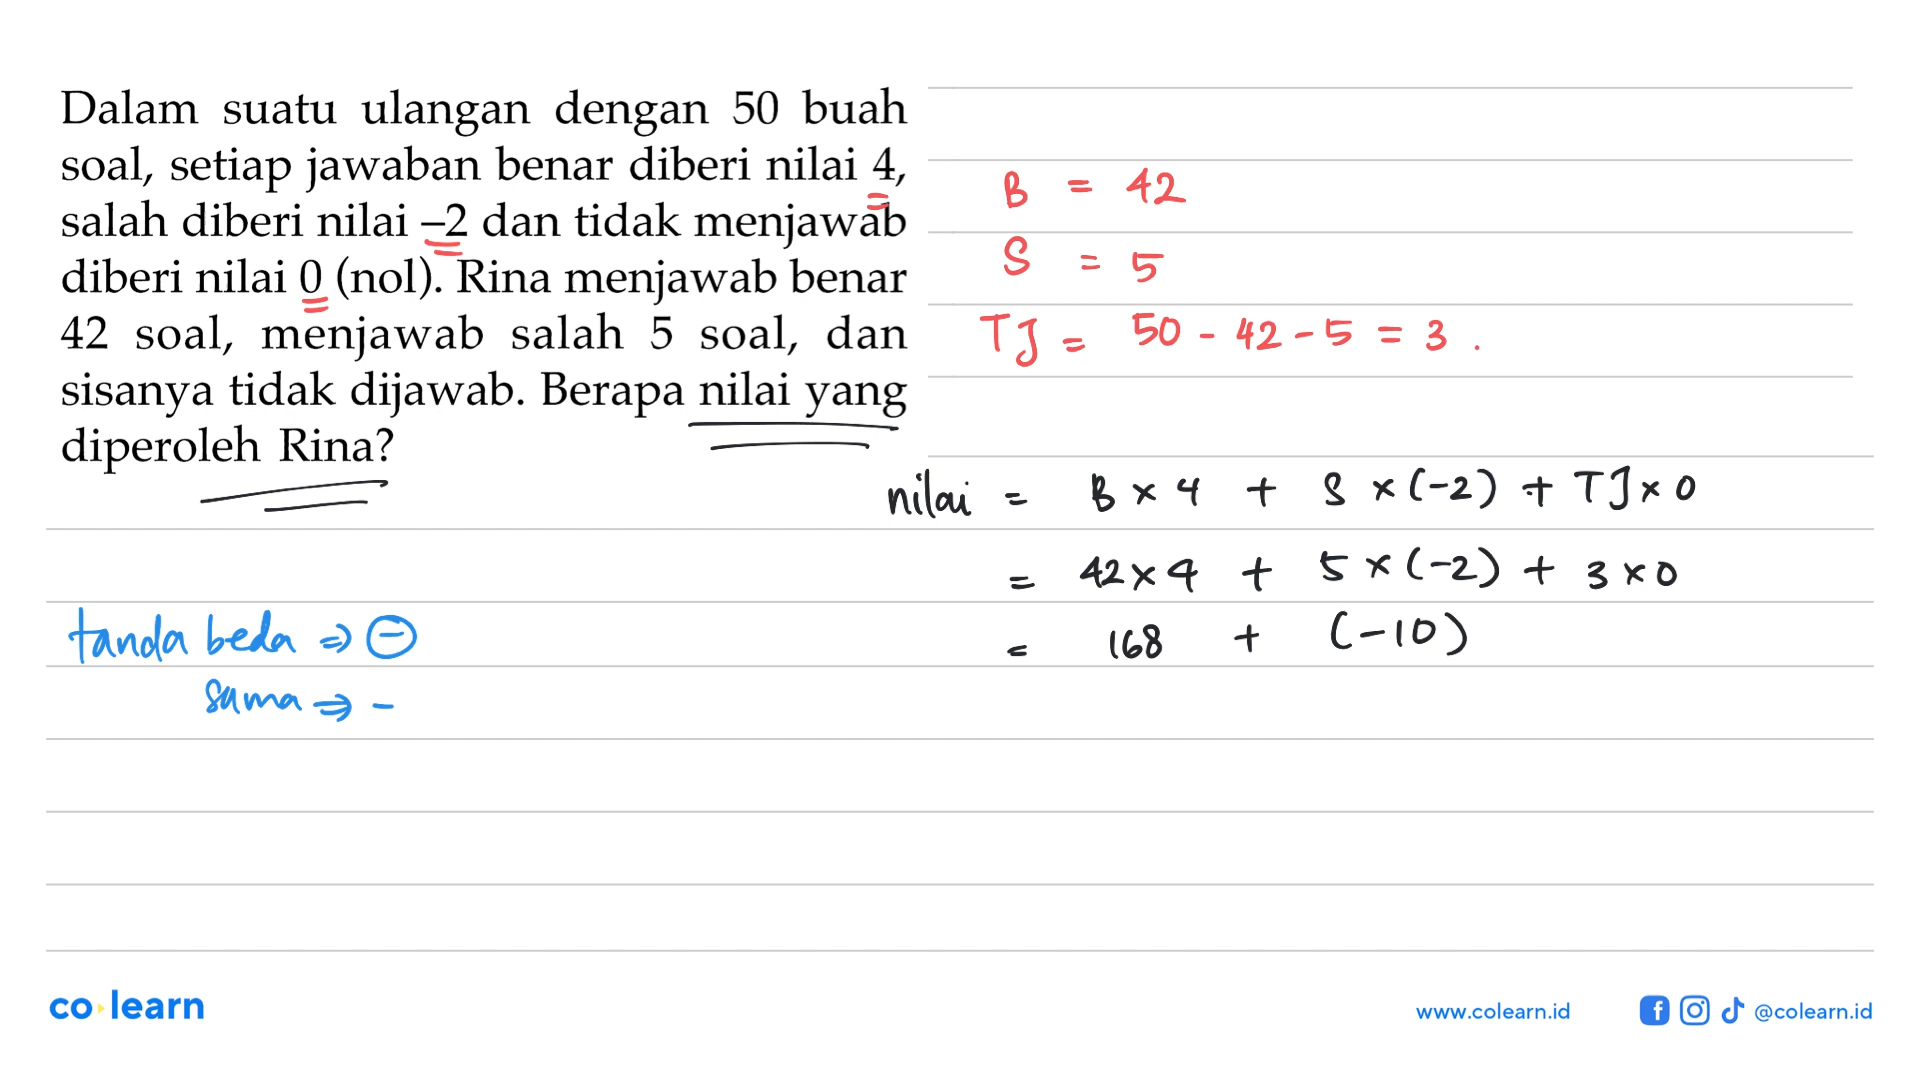 Dalam suatu ulangan dengan 50 buah
soal, setiap jawaban benar diberi nilai 4,
salah diberi nilai –2 dan tidak menjawab
diberi nilai 0 (nol). Rina menjawab benar
42 soal, menjawab salah 5 soal, dan
sisanya tidak dijawab. Berapa nilai yang
diperoleh Rina?
B = 42
S = 5
TJ = 50 - 42 - 5 = 3 .
nilai = B × 4 + S × (-2) + TJ × 0
= 42 × 4 + 5 × (-2) + 3 × 0
= 168 + (-10)
tanda beda ⇒ ⊖
sama ⇒ -
co learn
www.colearn.id
@colearn.id